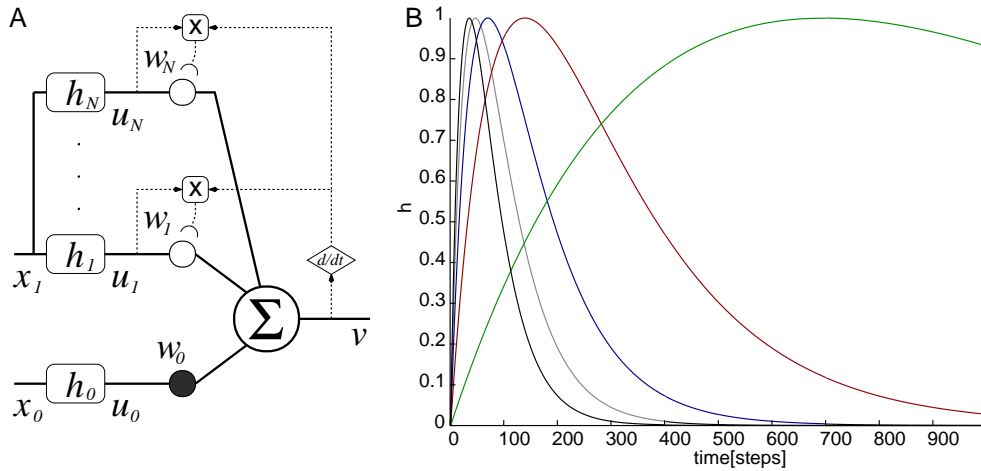 A
x
w_N
h_N
u_N
x
w_1
h_1
x_1
u_1
d/dt
Σ
v
w_0
h_0
x_0
u_0
B
1
0.9
0.8
0.7
0.6
0.5
0.4
0.3
0.2
0.1
0
h
0 100 200 300 400 500 600 700 800 900
time[steps]